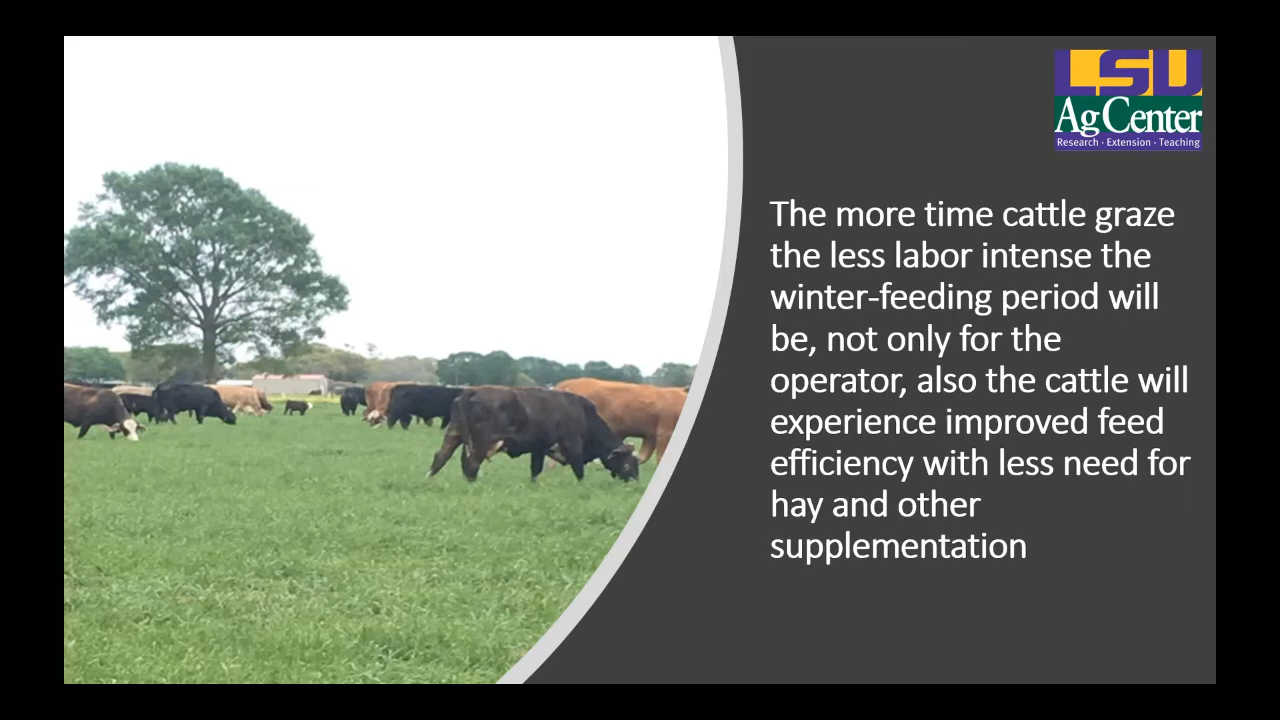 LSU
AgCenter
Research · Extension · Teaching
The more time cattle graze
the less labor intense the
winter-feeding period will
be, not only for the
operator, also the cattle will
experience improved feed
efficiency with less need for
hay and other
supplementation